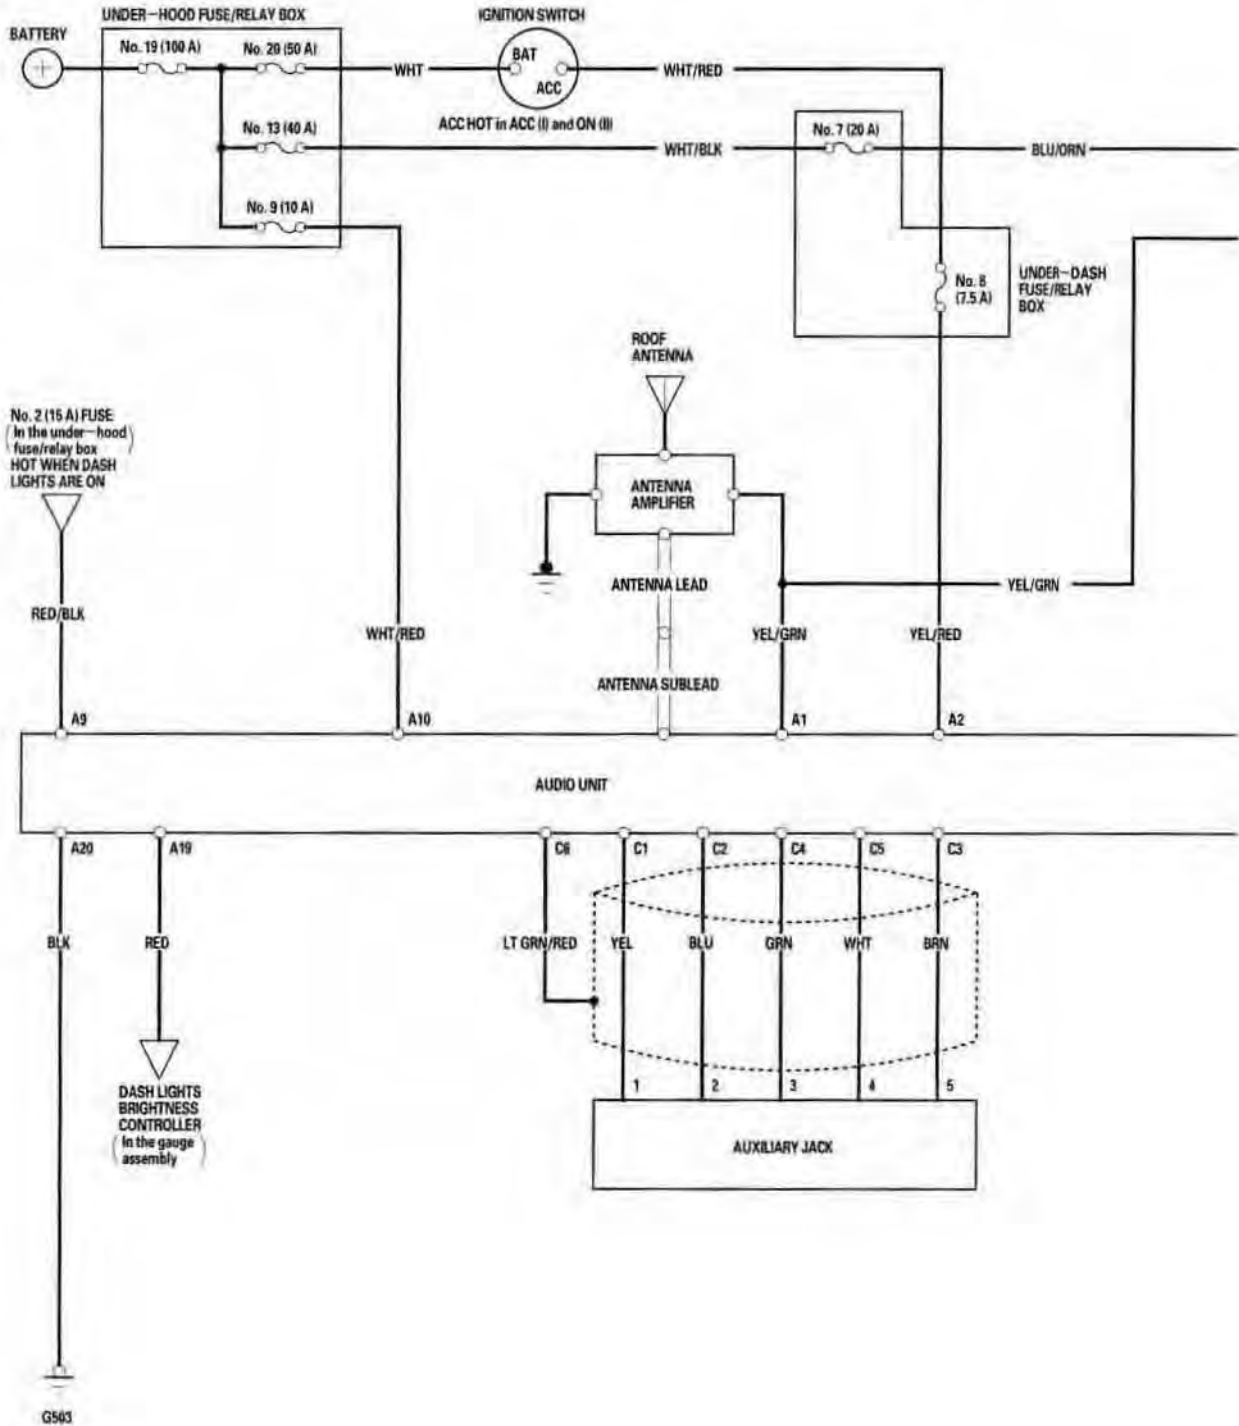 UNDER-HOOD FUSE/RELAY BOX
IGNITION SWITCH
BATTERY
No. 19 (100 A)
No. 20 (50 A)
WHT
BAT
ACC
WHT/RED
ACC HOT in ACC (I) and ON (II)
No. 13 (40 A)
WHT/BLK
No. 7 (20 A)
BLU/ORN
No. 9 (10 A)
No. 8
(7.5 A)
UNDER-DASH
FUSE/RELAY
BOX
ROOF
ANTENNA
No. 2 (15 A) FUSE
(In the under-hood
fuse/relay box)
HOT WHEN DASH
LIGHTS ARE ON
ANTENNA
AMPLIFIER
ANTENNA LEAD
YEL/GRN
RED/BLK
WHT/RED
YEL/GRN
YEL/RED
ANTENNA SUBLEAD
A9
A10
A1
A2
AUDIO UNIT
A20
A19
C6
C1
C2
C4
C5
C3
BLK
RED
LT GRN/RED
YEL
BLU
GRN
WHT
BRN
1
2
3
4
5
DASH LIGHTS
BRIGHTNESS
CONTROLLER
(In the gauge
assembly)
AUXILIARY JACK
G503